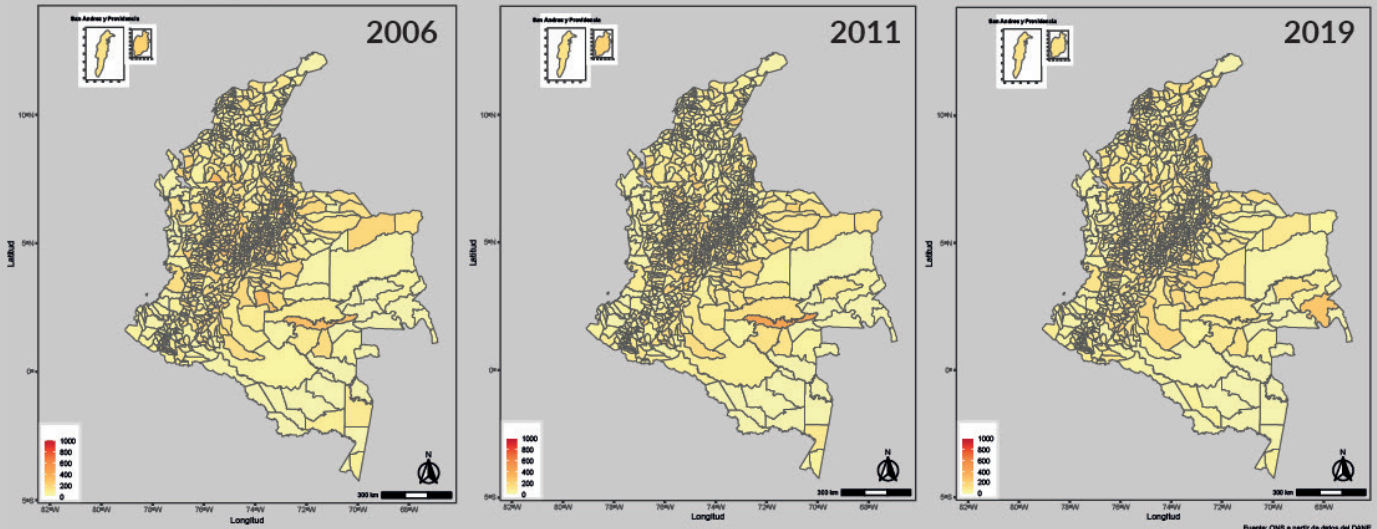 San Andres y Providencia
2006
10°N
5°N
0°
5°S
Latitud
1000
800
600
400
200
0
300 km
82°W
80°W
78°W
76°W
74°W
72°W
70°W
68°W
Longitud
San Andres y Providencia
2011
10°N
5°N
0°
5°S
Latitud
1000
800
600
400
200
0
300 km
82°W
80°W
78°W
76°W
74°W
72°W
70°W
68°W
Longitud
San Andres y Providencia
2019
10°N
5°N
0°
5°S
Latitud
1000
800
600
400
200
0
300 km
82°W
80°W
78°W
76°W
74°W
72°W
70°W
68°W
Longitud
Fuente: ONS a partir de datos del DANE